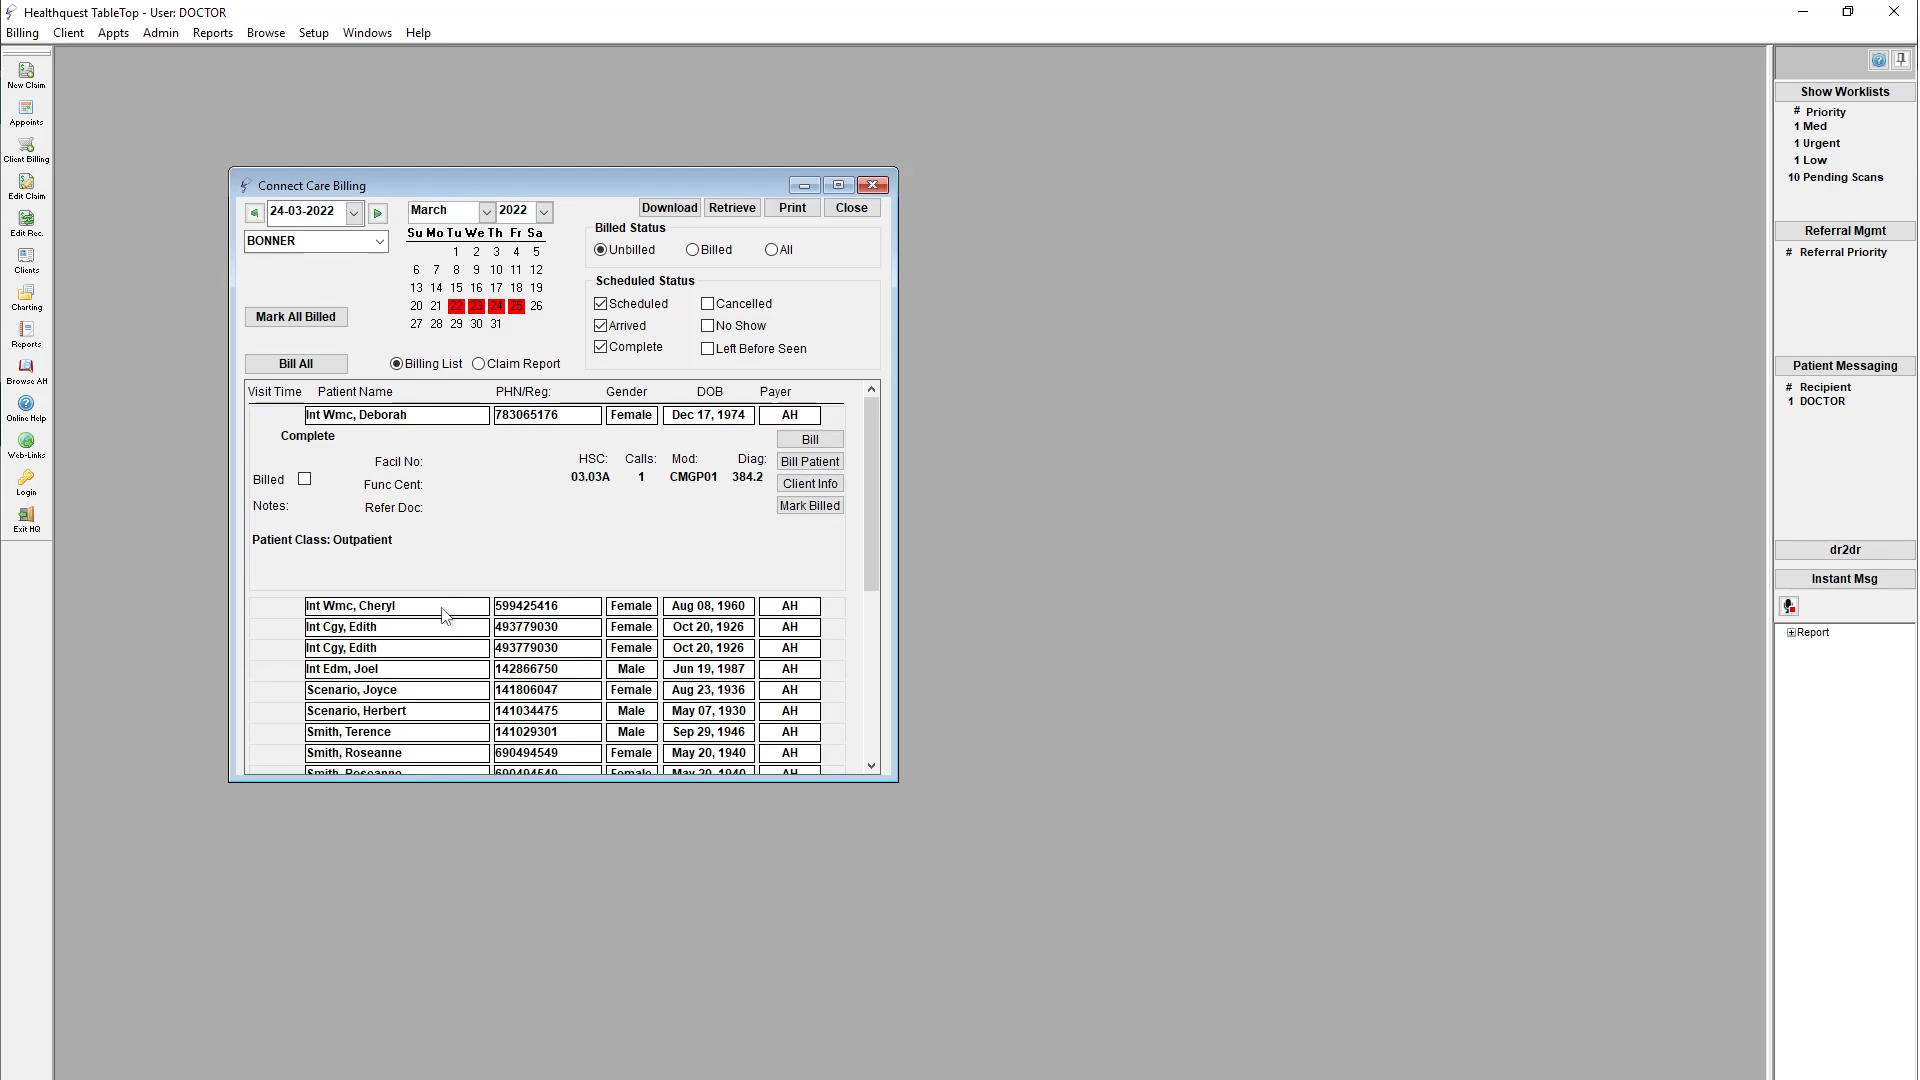 Healthquest TableTop - User: DOCTOR
Billing Client Appts Admin Reports Browse Setup Windows Help
New Claim
Appoints
Client Billing
Edit Claim
Edit Rec.
Clients
Charting
Reports
Browse AH
Online Help
Web-Links
Login
Exit HQ
Connect Care Billing
24-03-2022 March 2022 Download Retrieve Print Close
BONNER
Su Mo Tu We Th Fr Sa
1 2 3 4 5
6 7 8 9 10 11 12
13 14 15 16 17 18 19
20 21 22 23 24 25 26
27 28 29 30 31
Billed Status
Unbilled Billed All
Scheduled Status
Scheduled Cancelled
Arrived No Show
Complete Left Before Seen
Mark All Billed
Bill All Billing List Claim Report
Visit Time Patient Name PHN/Reg: Gender DOB Payer
Int Wmc, Deborah 783065176 Female Dec 17, 1974 AH
Complete Bill
Facil No: HSC: Calls: Mod: Diag: Bill Patient
Billed 03.03A 1 CMGP01 384.2
Func Cent: Client Info
Notes: Refer Doc: Mark Billed
Patient Class: Outpatient
Int Wmc, Cheryl 599425416 Female Aug 08, 1960 AH
Int Cgy, Edith 493779030 Female Oct 20, 1926 AH
Int Cgy, Edith 493779030 Female Oct 20, 1926 AH
Int Edm, Joel 142866750 Male Jun 19, 1987 AH
Scenario, Joyce 141806047 Female Aug 23, 1936 AH
Scenario, Herbert 141034475 Male May 07, 1930 AH
Smith, Terence 141029301 Male Sep 29, 1946 AH
Smith, Roseanne 690494549 Female May 20, 1940 AH
Smith, Roseanne 690494549 Female May 20, 1940 AH
Show Worklists
# Priority
1 Med
1 Urgent
1 Low
10 Pending Scans
Referral Mgmt
# Referral Priority
Patient Messaging
# Recipient
1 DOCTOR
dr2dr
Instant Msg
Report